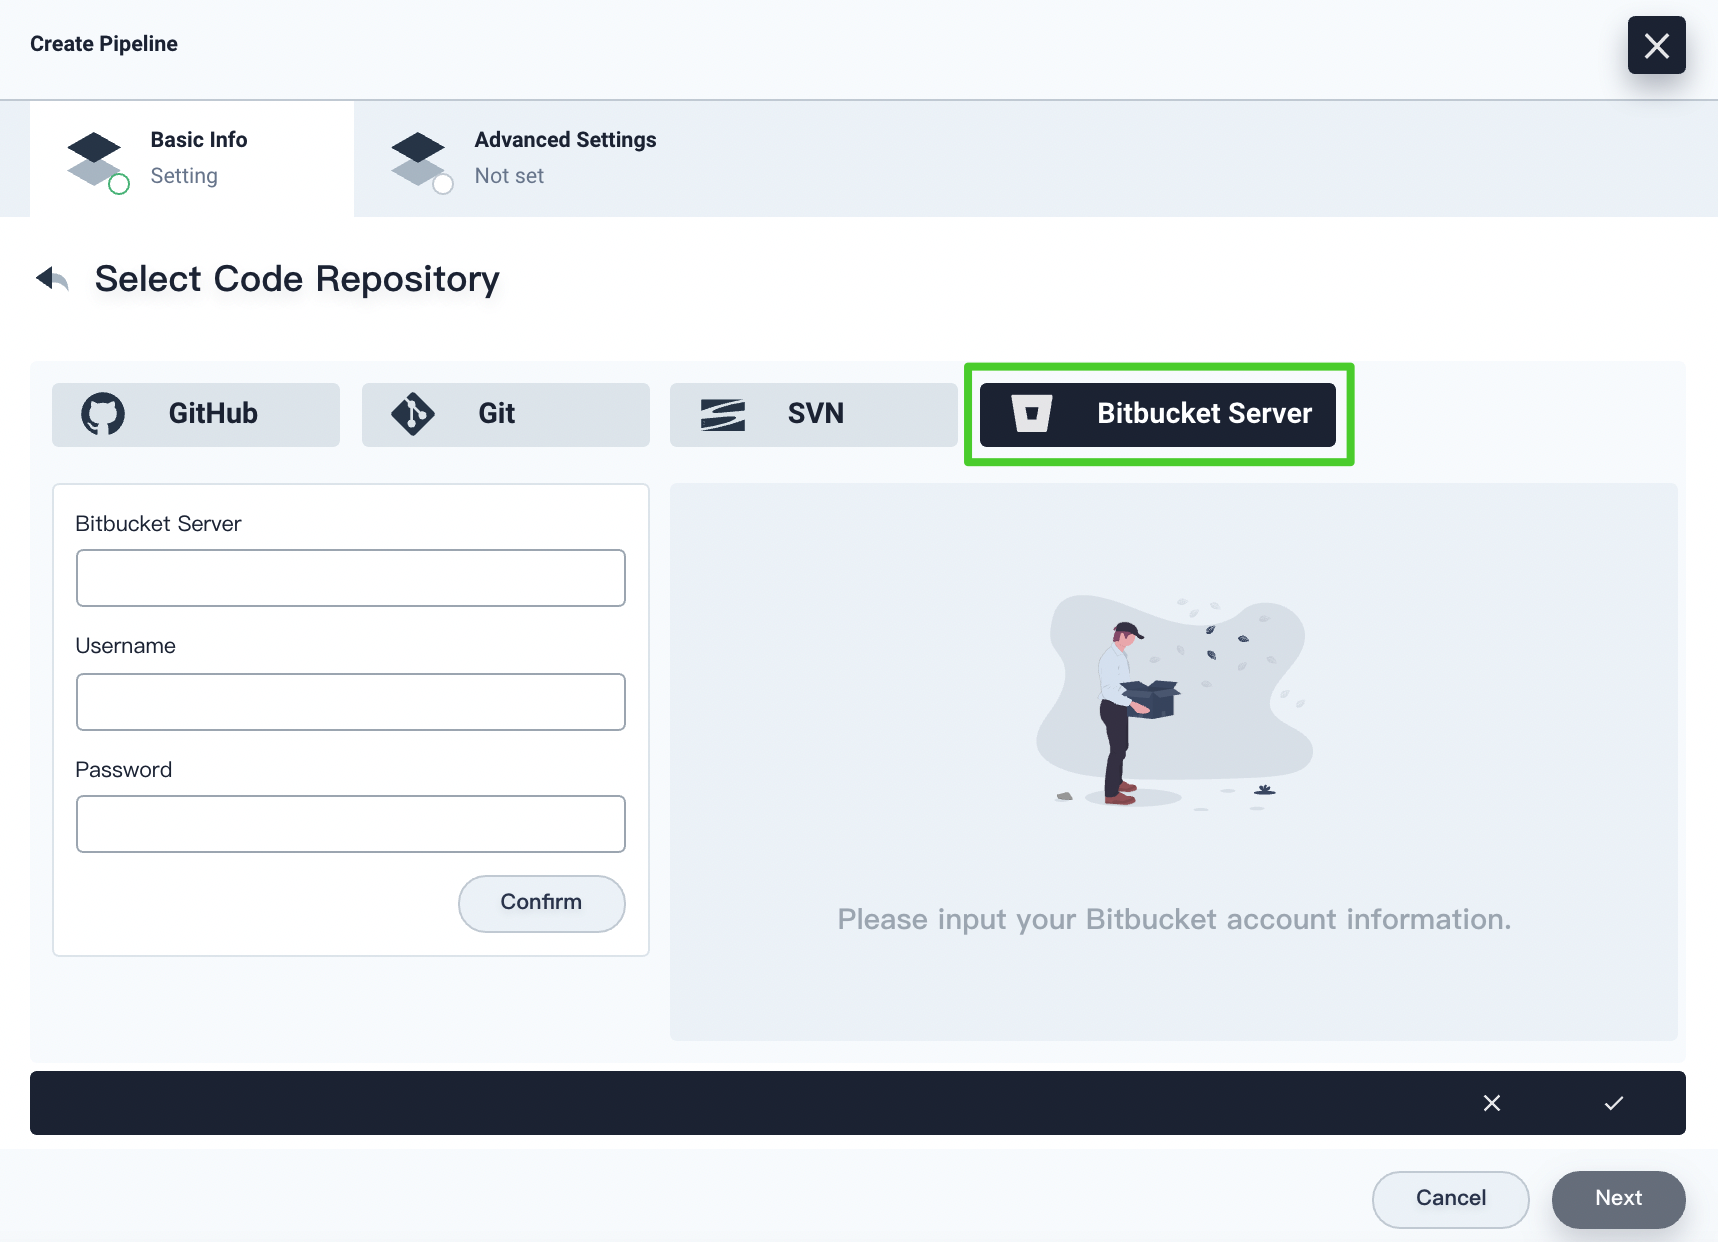 Create Pipeline
Basic Info
Setting
Advanced Settings
Not set
Select Code Repository
GitHub
Git
SVN
Bitbucket Server
Bitbucket Server
Username
Password
Confirm
Please input your Bitbucket account information.
Cancel
Next